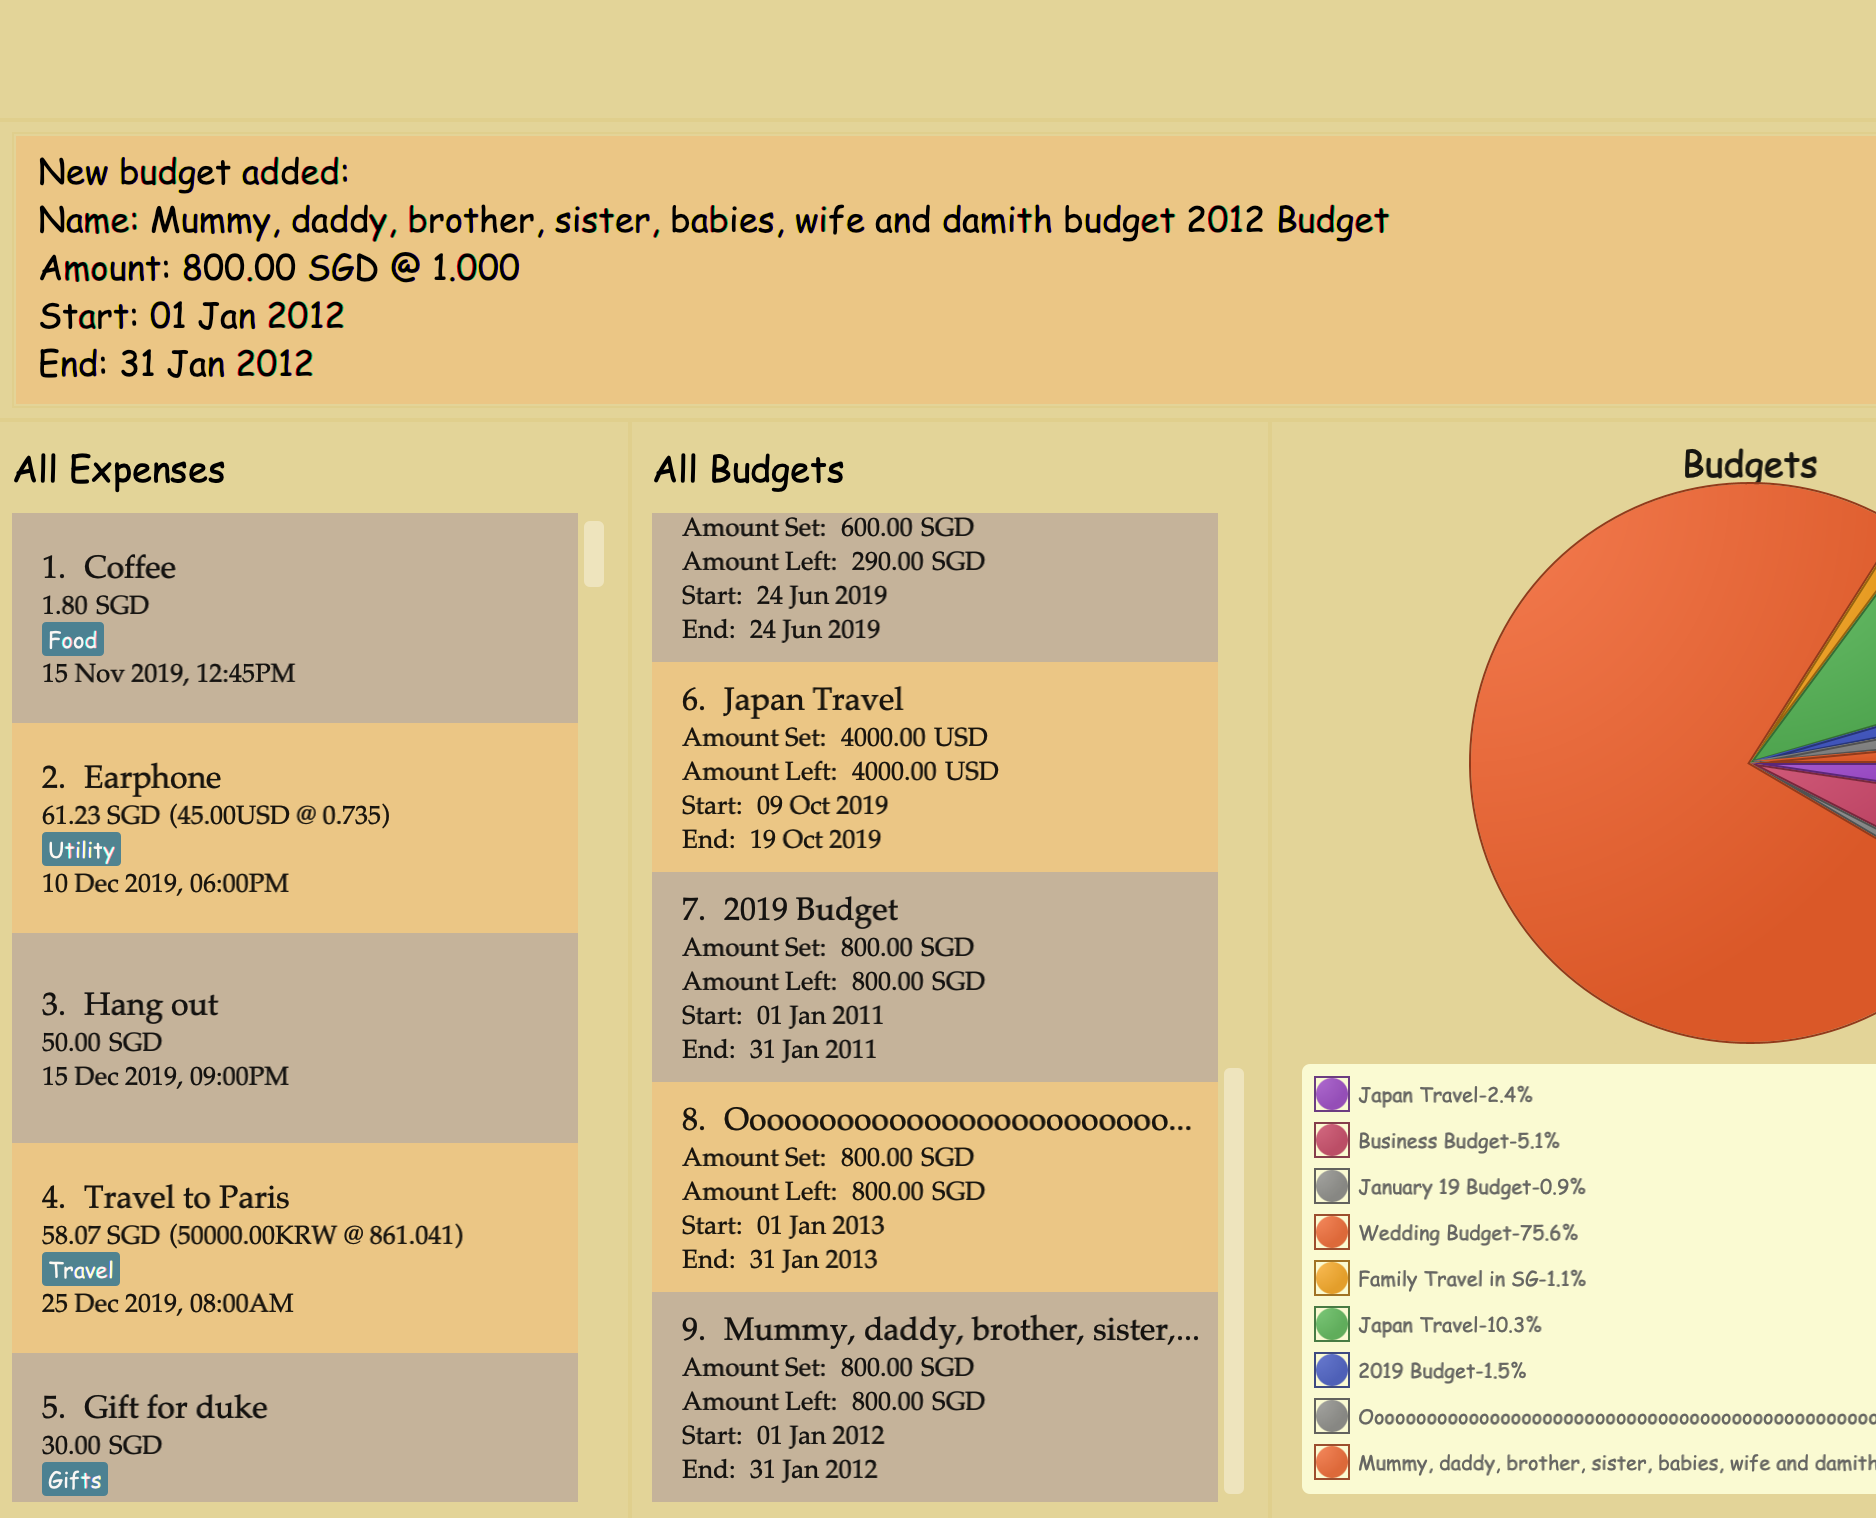 New budget added:
Name: Mummy, daddy, brother, sister, babies, wife and damith budget 2012 Budget
Amount: 800.00 SGD @ 1.000
Start: 01 Jan 2012
End: 31 Jan 2012
All Expenses
1. Coffee
1.80 SGD
Food
15 Nov 2019, 12:45PM
2. Earphone
61.23 SGD (45.00USD @ 0.735)
Utility
10 Dec 2019, 06:00PM
3. Hang out
50.00 SGD
15 Dec 2019, 09:00PM
4. Travel to Paris
58.07 SGD (50000.00KRW @ 861.041)
Travel
25 Dec 2019, 08:00AM
5. Gift for duke
30.00 SGD
Gifts
All Budgets
Amount Set: 600.00 SGD
Amount Left: 290.00 SGD
Start: 24 Jun 2019
End: 24 Jun 2019
6. Japan Travel
Amount Set: 4000.00 USD
Amount Left: 4000.00 USD
Start: 09 Oct 2019
End: 19 Oct 2019
7. 2019 Budget
Amount Set: 800.00 SGD
Amount Left: 800.00 SGD
Start: 01 Jan 2011
End: 31 Jan 2011
8. Oooooooooooooooooooooooooo...
Amount Set: 800.00 SGD
Amount Left: 800.00 SGD
Start: 01 Jan 2013
End: 31 Jan 2013
9. Mummy, daddy, brother, sister,...
Amount Set: 800.00 SGD
Amount Left: 800.00 SGD
Start: 01 Jan 2012
End: 31 Jan 2012
Budgets
Japan Travel-2.4%
Business Budget-5.1%
January 19 Budget-0.9%
Wedding Budget-75.6%
Family Travel in SG-1.1%
Japan Travel-10.3%
2019 Budget-1.5%
Oooooooooooooooooooooooooooooooooooooooooooooooo
Mummy, daddy, brother, sister, babies, wife and damith